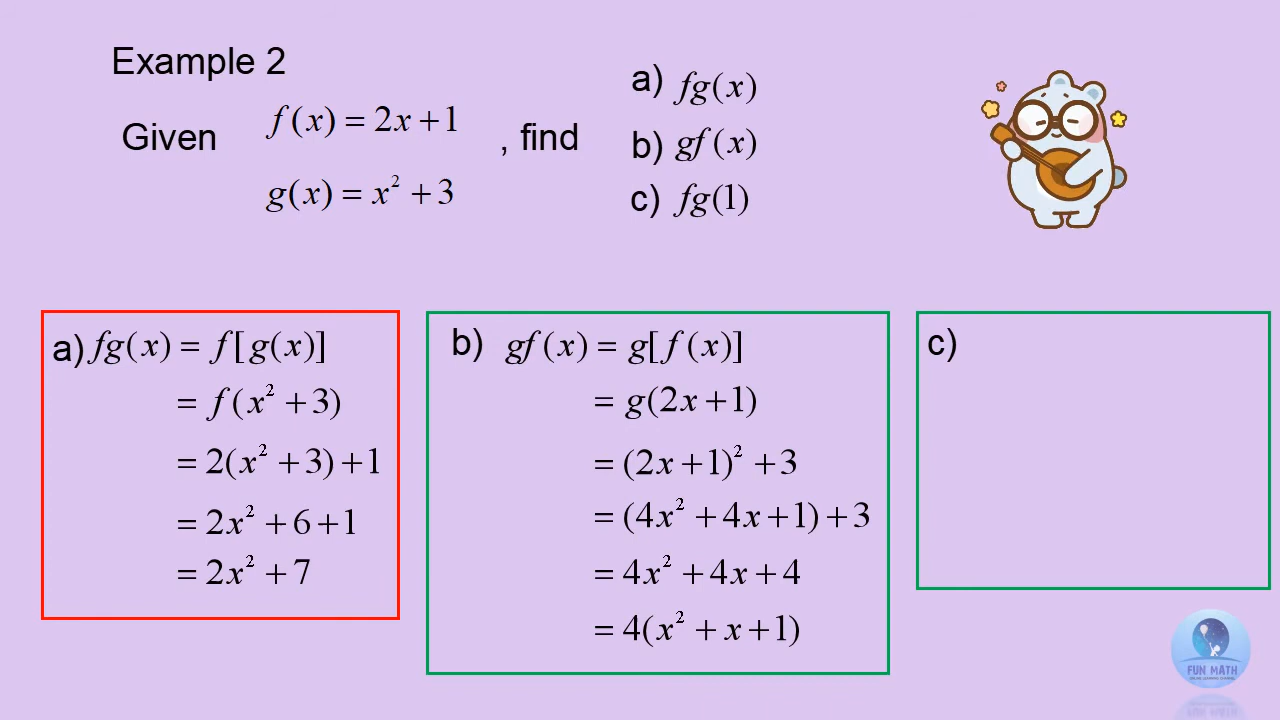 Example 2
Given f(x) = 2x + 1 , find
g(x) = x² + 3
a) fg(x)
b) gf(x)
c) fg(1)
a) fg(x) = f[g(x)]
= f(x² + 3)
= 2(x² + 3) + 1
= 2x² + 6 + 1
= 2x² + 7
b) gf(x) = g[f(x)]
= g(2x + 1)
= (2x + 1)² + 3
= (4x² + 4x + 1) + 3
= 4x² + 4x + 4
= 4(x² + x + 1)
c)
FUN MATH